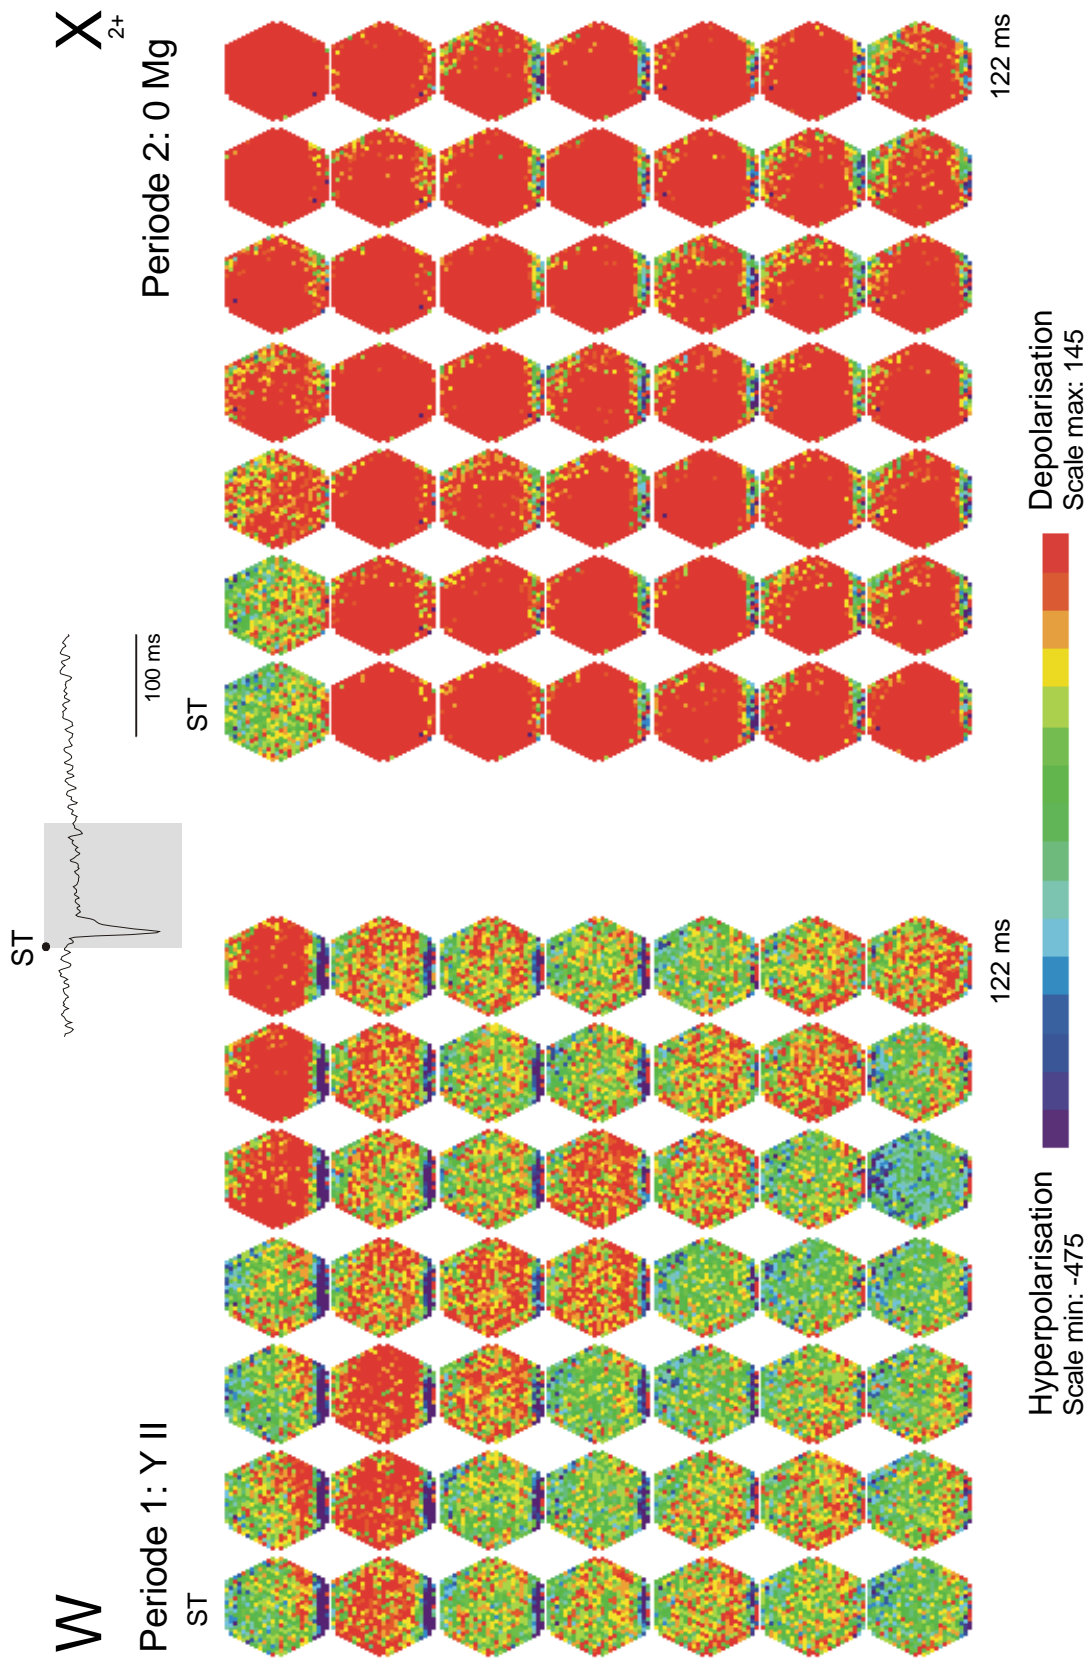 W
Periode 1: Y II
ST
122 ms
ST
100 ms
X
Periode 2: 0 Mg 2+
ST
122 ms
Hyperpolarisation
Scale min: -475
Depolarisation
Scale max: 145